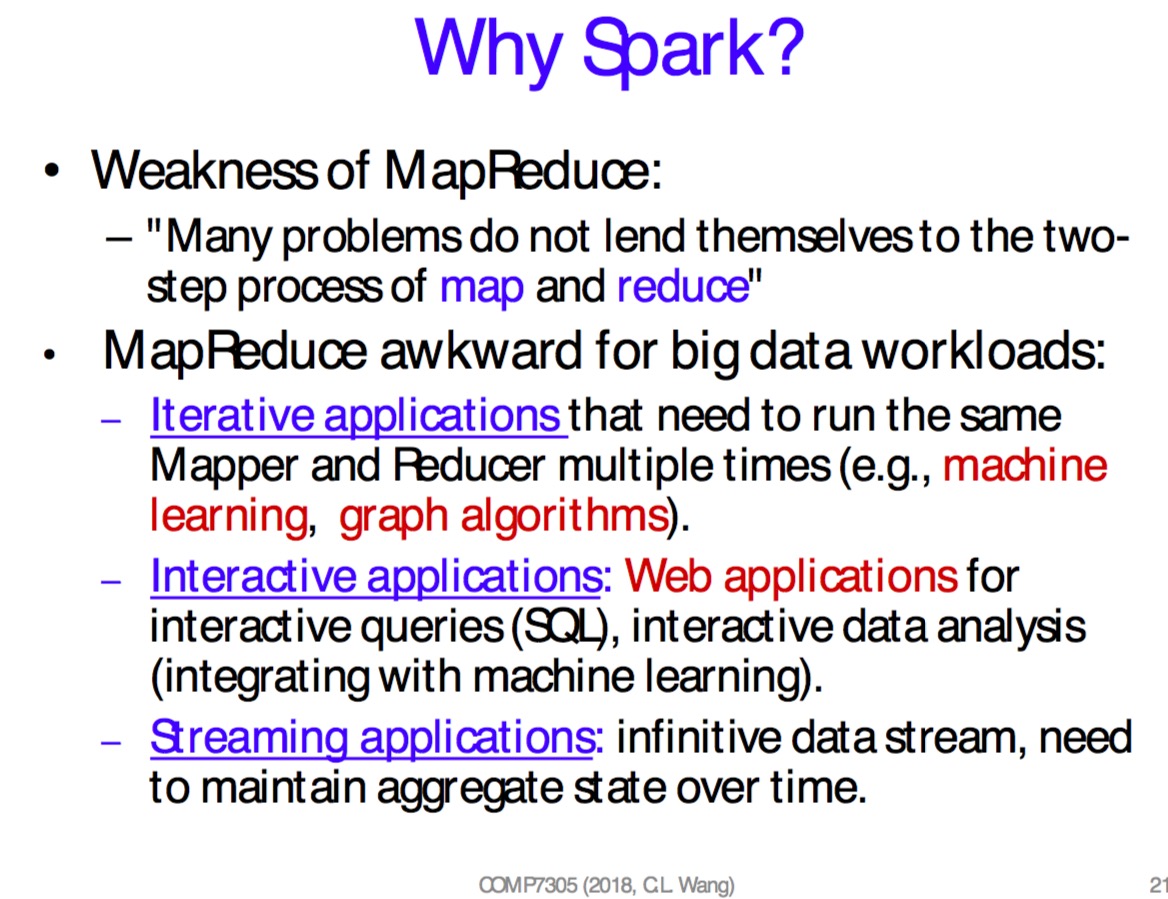 Why Spark?
• Weakness of MapReduce:
– "Many problems do not lend themselves to the two-
step process of map and reduce"
• MapReduce awkward for big data workloads:
– Iterative applications that need to run the same
Mapper and Reducer multiple times (e.g., machine
learning, graph algorithms).
– Interactive applications: Web applications for
interactive queries (SQL), interactive data analysis
(integrating with machine learning).
– Streaming applications: infinitive data stream, need
to maintain aggregate state over time.
COMP7305 (2018, C.L. Wang)
21